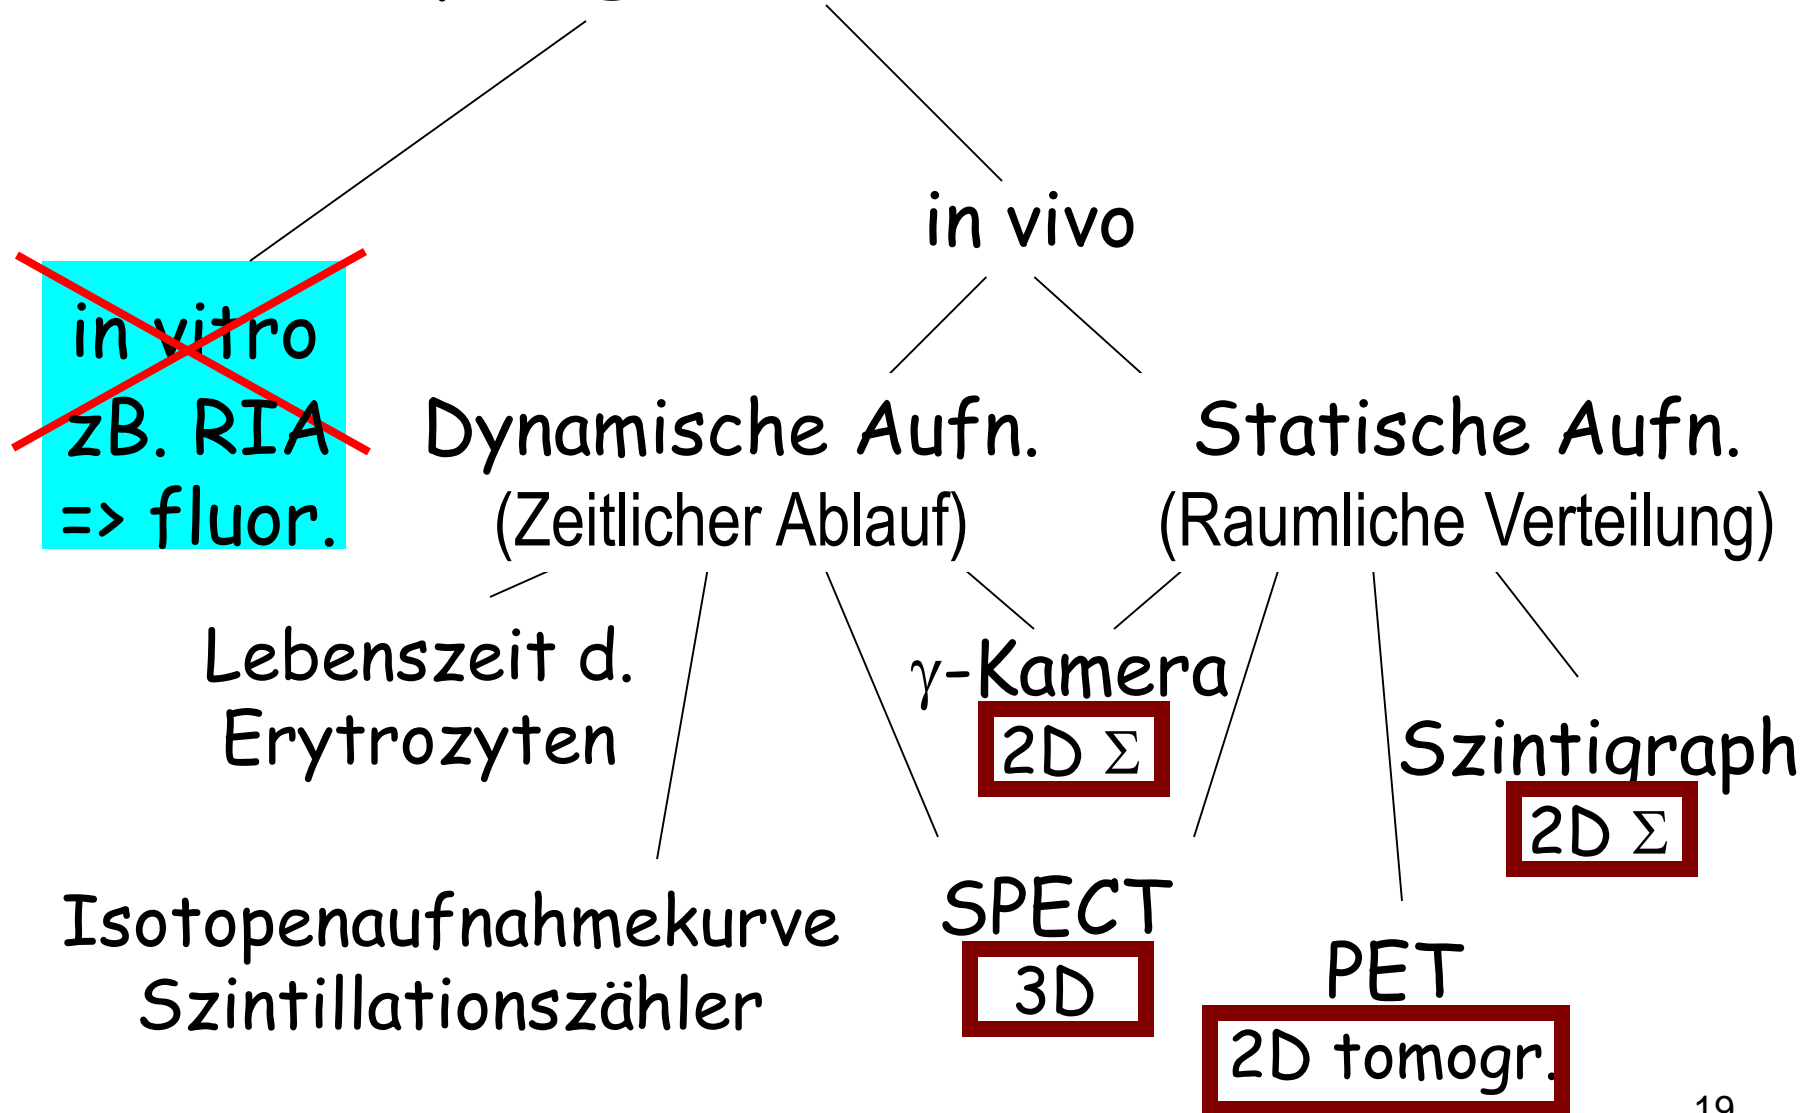 in vivo
in vitro
zB. RIA
=> fluor.
Dynamische Aufn.
(Zeitlicher Ablauf)
Statische Aufn.
(Raumliche Verteilung)
Lebenszeit d.
Erytrozyten
γ-Kamera
2D Σ
Szintigraph
2D Σ
Isotopenaufnahmekurve
Szintillationszähler
SPECT
3D
PET
2D tomogr.
19